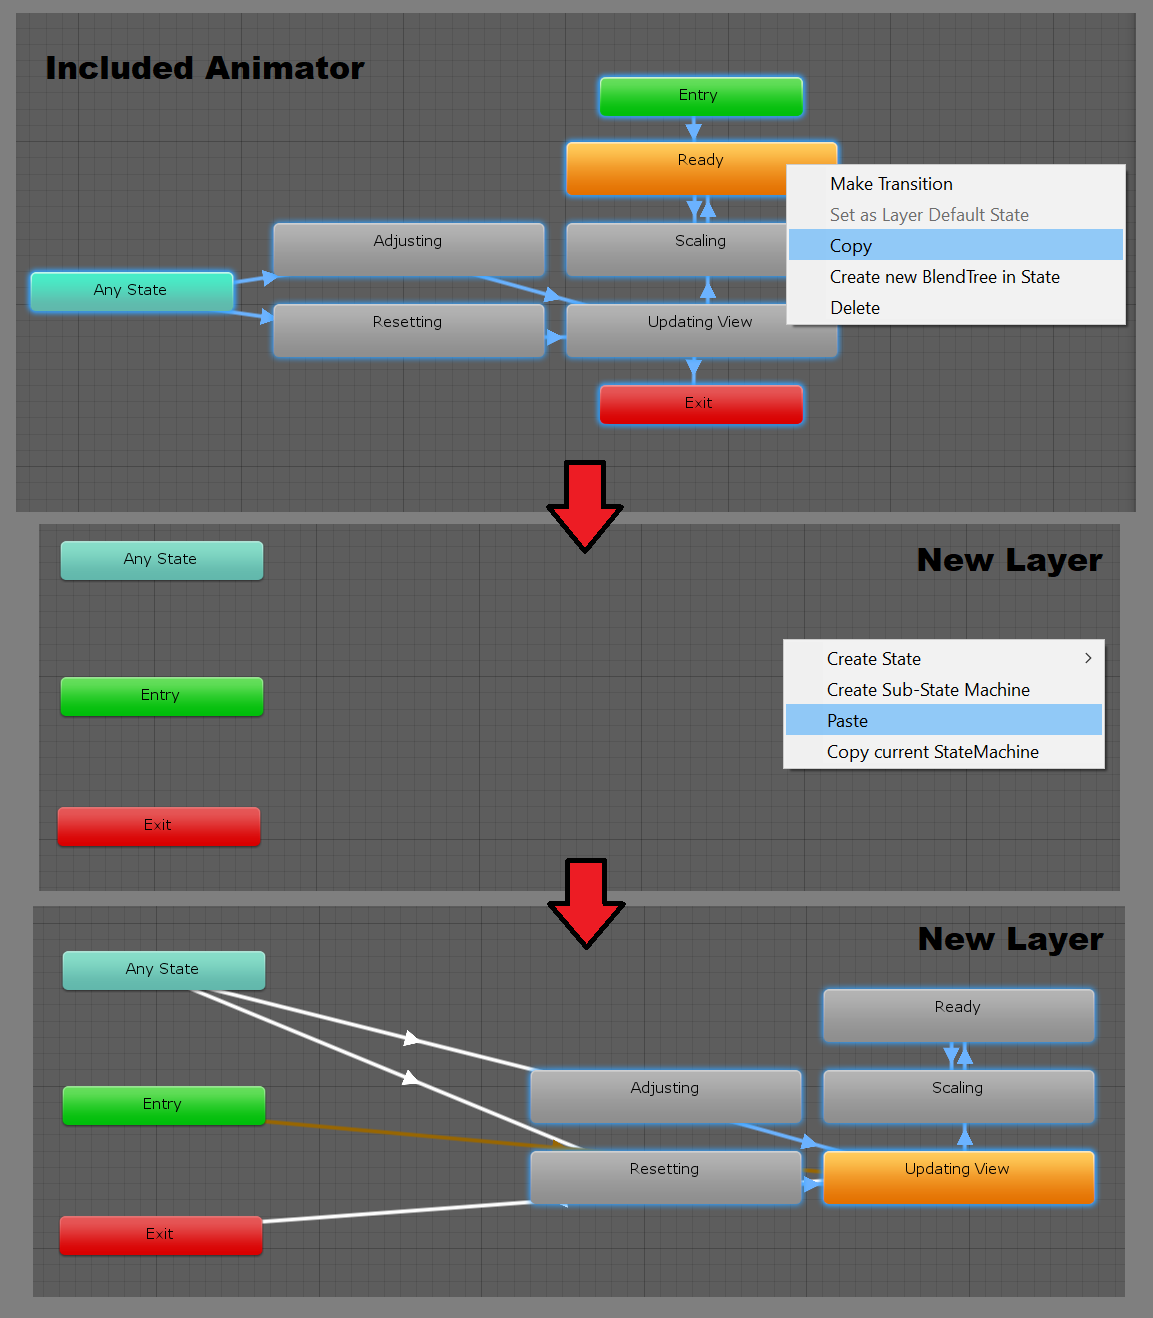 Included Animator
Entry
Ready
Make Transition
Set as Layer Default State
Adjusting
Scaling
Copy
Create new BlendTree in State
Any State
Delete
Resetting
Updating View
Exit
Any State
New Layer
Create State
Entry
Create Sub-State Machine
Paste
Copy current StateMachine
Exit
New Layer
Any State
Ready
Adjusting
Scaling
Entry
Resetting
Updating View
Exit